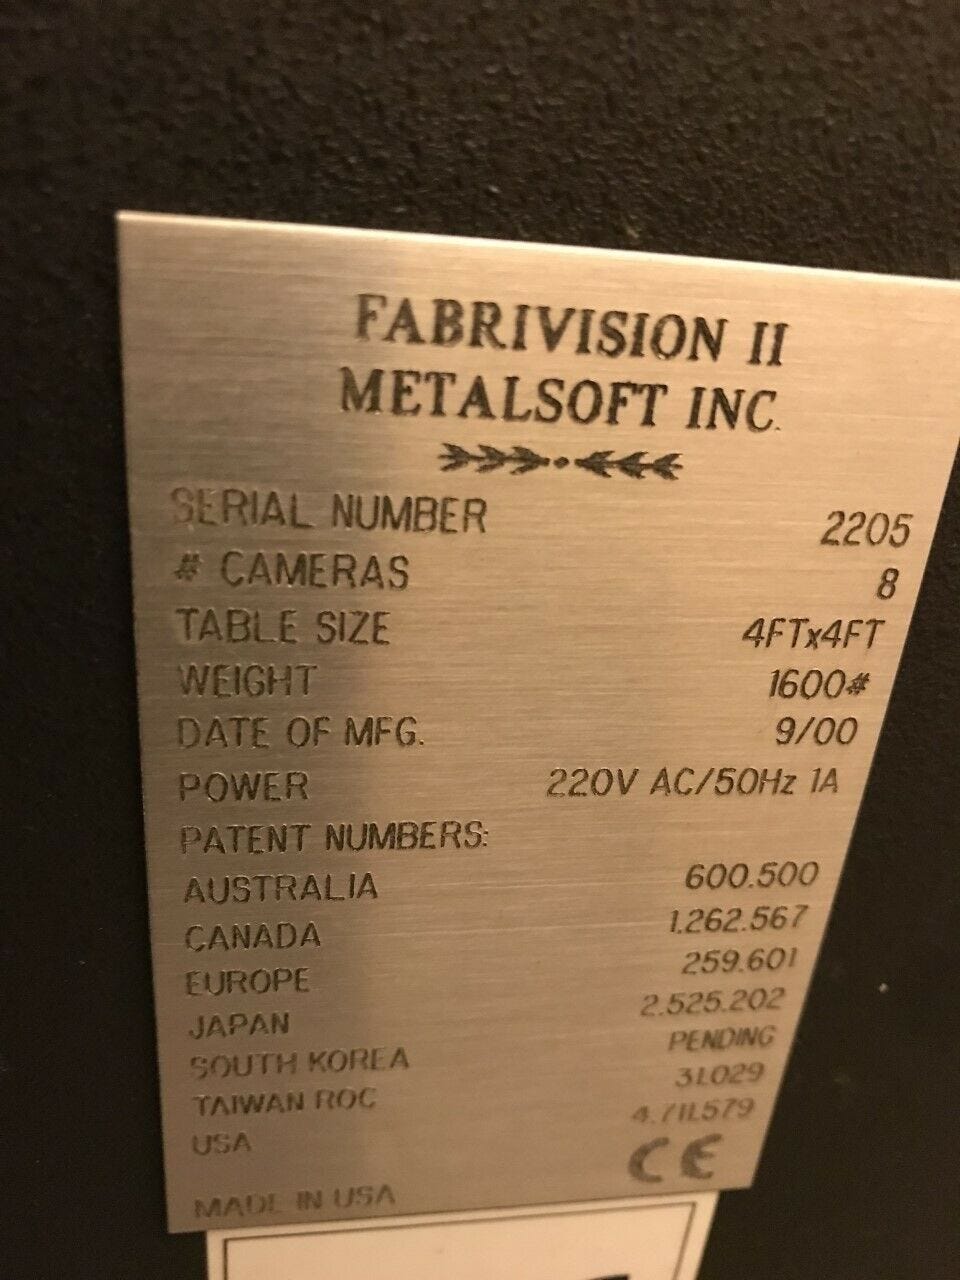 FABRIVISION II
METALSOFT INC.
SERIAL NUMBER 2205
# CAMERAS 8
TABLE SIZE 4FTx4FT
WEIGHT 1600#
DATE OF MFG. 9/00
POWER 220V AC/50Hz 1A
PATENT NUMBERS:
AUSTRALIA 600.500
CANADA 1.262.567
EUROPE 259.601
JAPAN 2.525.202
SOUTH KOREA PENDING
TAIWAN ROC 31.029
USA 4.711.579
CE
MADE IN USA